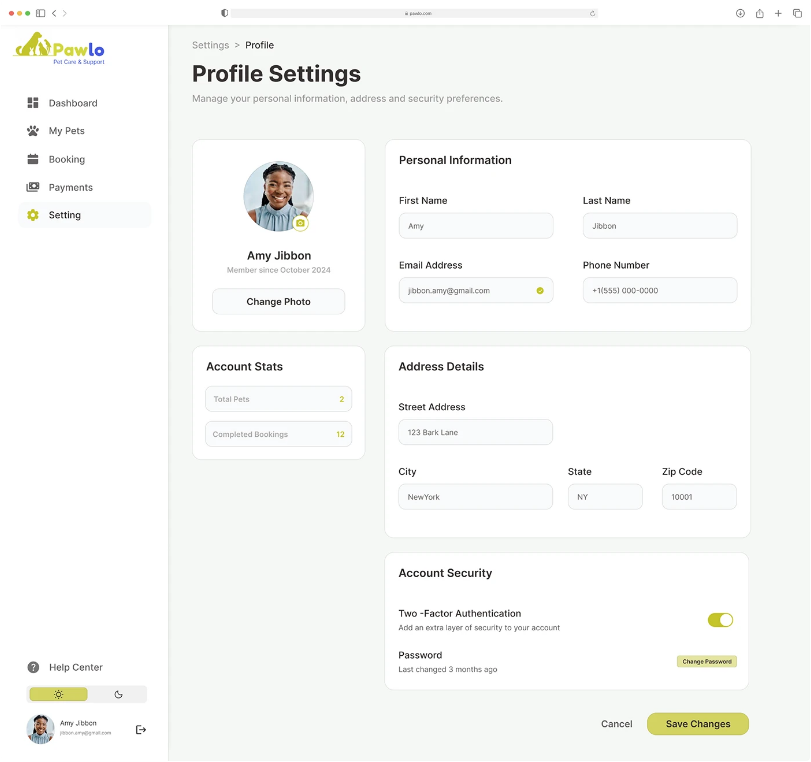 pawlo.com
Pawlo
Pet Care & Support
Dashboard
My Pets
Booking
Payments
Setting
Help Center
Amy Jibbon
jibbon.amy@gmail.com
Settings > Profile
Profile Settings
Manage your personal information, address and security preferences.
Amy Jibbon
Member since October 2024
Change Photo
Account Stats
Total Pets 2
Completed Bookings 12
Personal Information
First Name Last Name
Amy Jibbon
Email Address Phone Number
jibbon.amy@gmail.com +1(555) 000-0000
Address Details
Street Address
123 Bark Lane
City State Zip Code
NewYork NY 10001
Account Security
Two -Factor Authentication
Add an extra layer of security to your account
Password
Last changed 3 months ago
Change Password
Cancel Save Changes